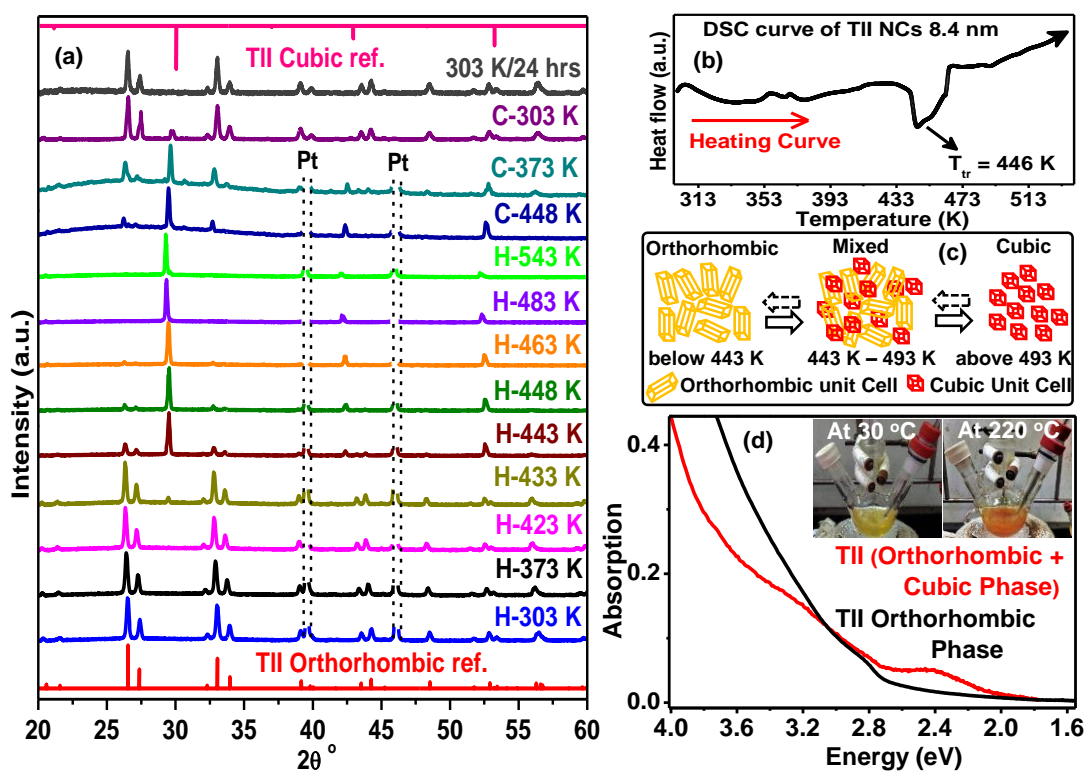 (a)
TlI Cubic ref.
303 K/24 hrs
C-303 K
C-373 K
Pt
Pt
C-448 K
H-543 K
H-483 K
H-463 K
H-448 K
H-443 K
H-433 K
H-423 K
H-373 K
H-303 K
TlI Orthorhombic ref.
Intensity (a.u.)
20 25 30 35 40 45 50 55 60
2θ °
DSC curve of TlI NCs 8.4 nm
(b)
Heating Curve
Ttr = 446 K
Heat flow (a.u.)
313 353 393 433 473 513
Temperature (K)
Orthorhombic Mixed (c) Cubic
below 443 K 443 K – 493 K above 493 K
Orthorhombic unit Cell Cubic Unit Cell
0.4
0.2
0.0
Absorption
(d)
At 30 °C At 220 °C
TlI (Orthorhombic +
Cubic Phase)
TlI Orthorhombic
Phase
4.0 3.6 3.2 2.8 2.4 2.0 1.6
Energy (eV)